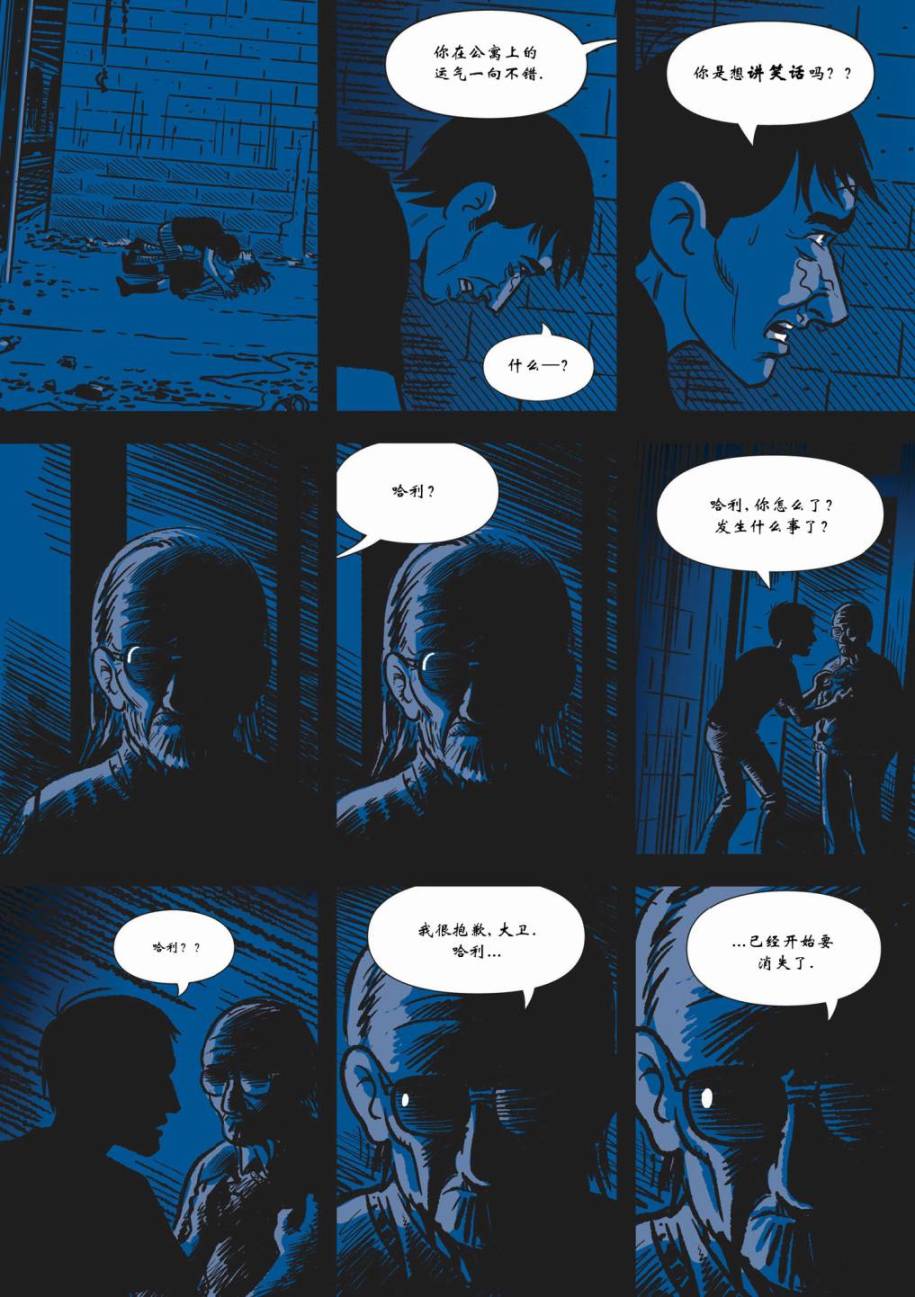 你在公寓上的
运气一向不错.
什么—?
你是想讲笑话吗？？
哈利？
哈利,你怎么了？
发生什么事了？
哈利？？
我很抱歉,大卫.
哈利...
...已经开始要
消失了.